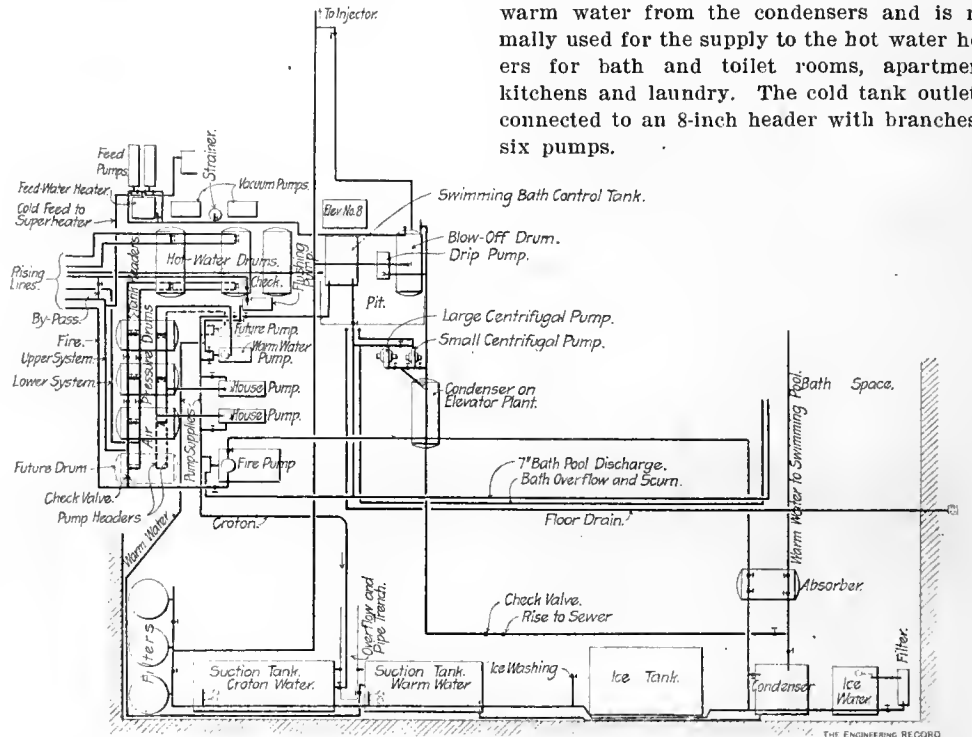 warm water from the condensers and is n
mally used for the supply to the hot water he
ers for bath and toilet rooms, apartmen
kitchens and laundry. The cold tank outlet
connected to an 8-inch header with branches
six pumps.
To Injector.
Feed
Pumps.
Strainer.
Feed-Water Heater
Vacuum Pumps.
Cold Feed to
Superheater
Elev No. 8
Swimming Bath Control Tank.
Blow-Off Drum.
Drip Pump.
Tank Headers
Hot-Water Drums.
Flushing
Pump.
Check.
Rising
Lines.
Pit.
By-Pass.
Fire.
Upper System.
Lower System.
Air Pressure Drums
Future Pump.
Warm Water
Pump.
Large Centrifugal Pump.
Small Centrifugal Pump.
House Pump.
House Pump.
Condenser on
Elevator Plant.
Bath Space.
Warm Water to Swimming Pool.
Pump Supplies
Future Drum
Fire Pump
7" Bath Pool Discharge.
Bath Overflow and Scum.
Check Valve.
Pump Headers
Croton.
Floor Drain.
Warm Water
Absorber.
Overflow and
Pipe Trench.
Check Valve.
Rise to Sewer
Filters
Suction Tank.
Croton Water.
Suction Tank.
Warm Water
Ice Washing
Ice Tank.
Condenser
Ice
Water
Filter.
THE ENGINEERING RECORD